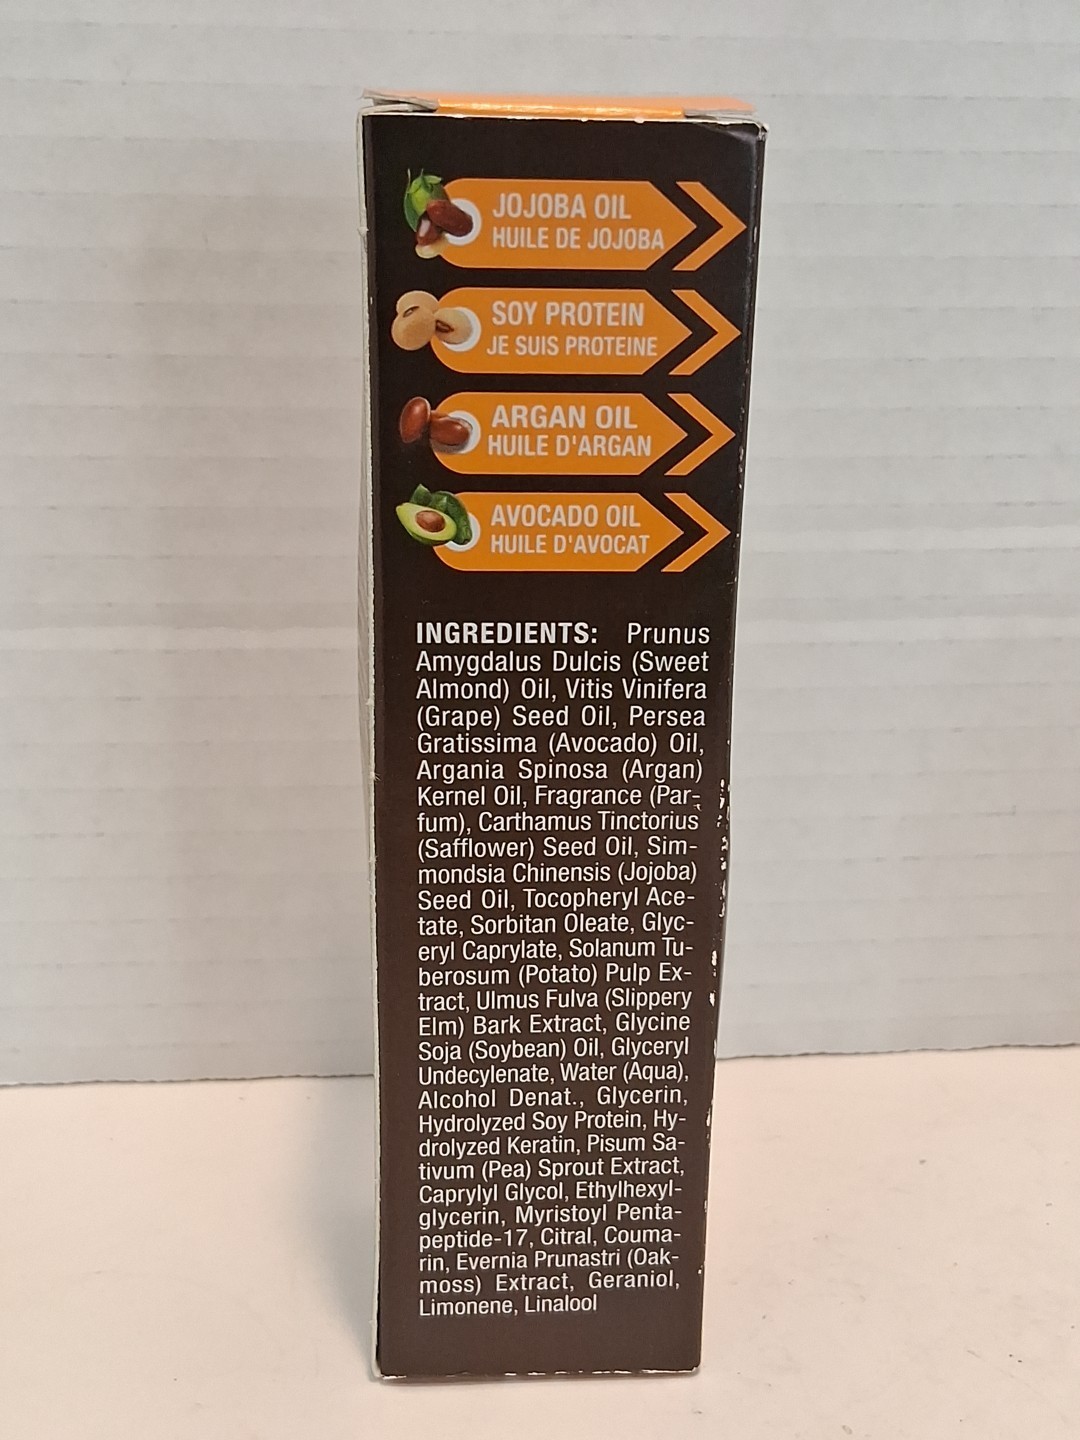 JOJOBA OIL
HUILE DE JOJOBA
SOY PROTEIN
JE SUIS PROTEINE
ARGAN OIL
HUILE D'ARGAN
AVOCADO OIL
HUILE D'AVOCAT
INGREDIENTS: Prunus
Amygdalus Dulcis (Sweet
Almond) Oil, Vitis Vinifera
(Grape) Seed Oil, Persea
Gratissima (Avocado) Oil,
Argania Spinosa (Argan)
Kernel Oil, Fragrance (Par-
fum), Carthamus Tinctorius
(Safflower) Seed Oil, Sim-
mondsia Chinensis (Jojoba)
Seed Oil, Tocopheryl Ace-
tate, Sorbitan Oleate, Glyc-
eryl Caprylate, Solanum Tu-
berosum (Potato) Pulp Ex-
tract, Ulmus Fulva (Slippery
Elm) Bark Extract, Glycine
Soja (Soybean) Oil, Glyceryl
Undecylenate, Water (Aqua),
Alcohol Denat., Glycerin,
Hydrolyzed Soy Protein, Hy-
drolyzed Keratin, Pisum Sa-
tivum (Pea) Sprout Extract,
Caprylyl Glycol, Ethylhexyl-
glycerin, Myristoyl Penta-
peptide-17, Citral, Couma-
rin, Evernia Prunastri (Oak-
moss) Extract, Geraniol,
Limonene, Linalool